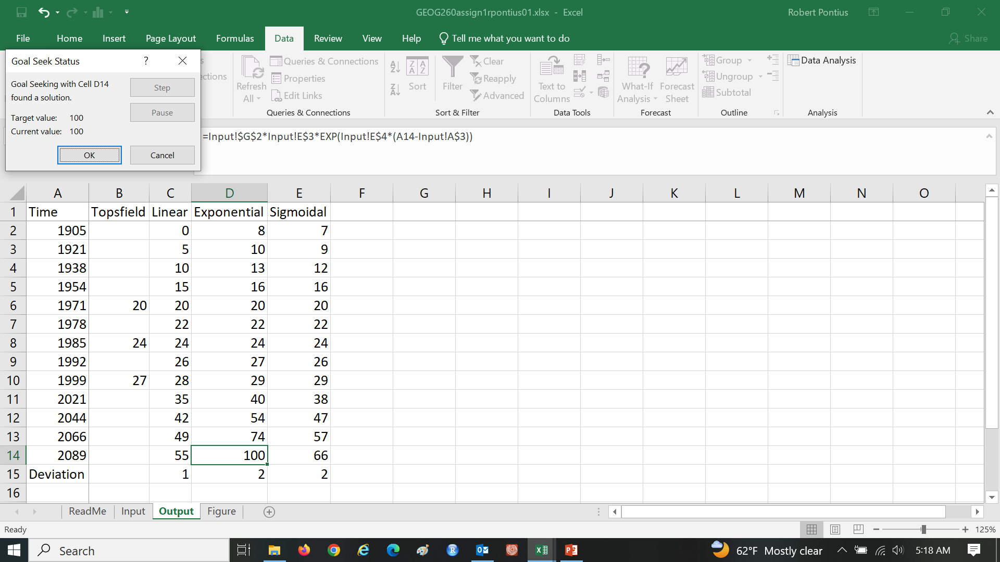 GEOG260assign1rpontius01.xlsx - Excel
Robert Pontius
File Home Insert Page Layout Formulas Data Review View Help Tell me what you want to do Share
Goal Seek Status ?
Goal Seeking with Cell D14
found a solution.
Target value: 100
Current value: 100
Step
Pause
OK Cancel
Refresh
All
Queries & Connections
Properties
Edit Links
Queries & Connections
Sort
Filter
Clear
Reapply
Advanced
Sort & Filter
Text to
Columns
Data Tools
What-If
Analysis
Forecast
Sheet
Forecast
Group
Ungroup
Subtotal
Outline
Data Analysis
Analysis
=Input!$G$2*Input!E$3*EXP(Input!E$4*(A14-Input!A$3))
A B C D E F G H I J K L M N O
1 Time Topsfield Linear Exponential Sigmoidal
2 1905 0 8 7
3 1921 5 10 9
4 1938 10 13 12
5 1954 15 16 16
6 1971 20 20 20 20
7 1978 22 22 22
8 1985 24 24 24 24
9 1992 26 27 26
10 1999 27 28 29 29
11 2021 35 40 38
12 2044 42 54 47
13 2066 49 74 57
14 2089 55 100 66
15 Deviation 1 2 2
16
ReadMe Input Output Figure
Ready 125%
Search 62°F Mostly clear 5:18 AM